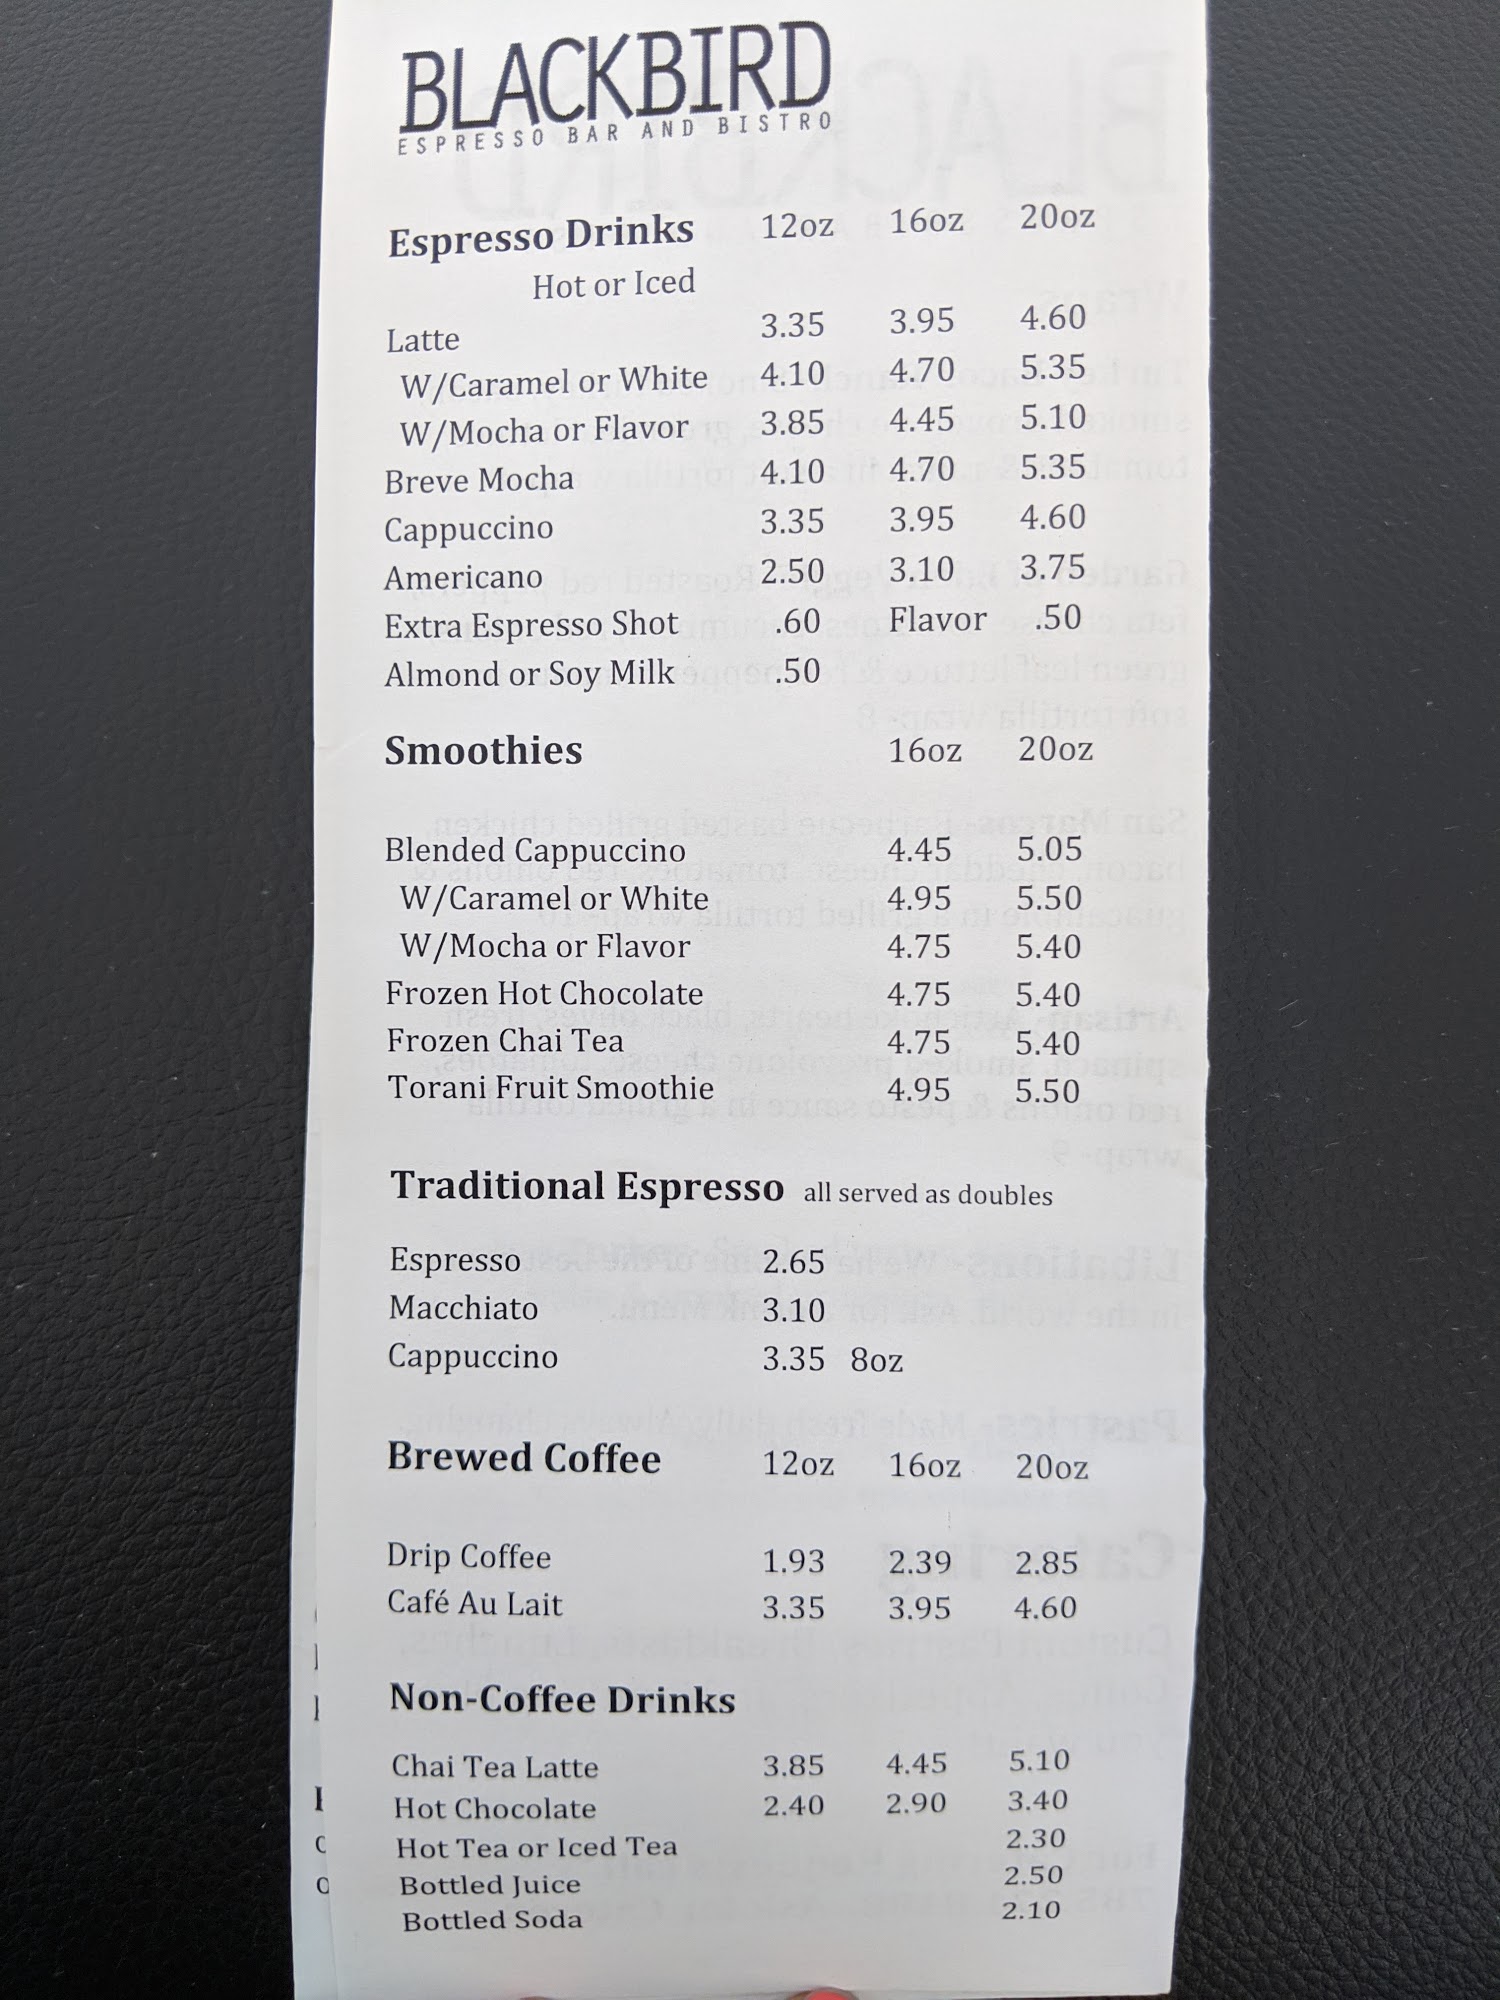 BLACKBIRD
ESPRESSO BAR AND BISTRO
Espresso Drinks 12oz 16oz 20oz
Hot or Iced
Latte 3.35 3.95 4.60
W/Caramel or White 4.10 4.70 5.35
W/Mocha or Flavor 3.85 4.45 5.10
Breve Mocha 4.10 4.70 5.35
Cappuccino 3.35 3.95 4.60
Americano 2.50 3.10 3.75
Extra Espresso Shot .60 Flavor .50
Almond or Soy Milk .50
Smoothies 16oz 20oz
Blended Cappuccino 4.45 5.05
W/Caramel or White 4.95 5.50
W/Mocha or Flavor 4.75 5.40
Frozen Hot Chocolate 4.75 5.40
Frozen Chai Tea 4.75 5.40
Torani Fruit Smoothie 4.95 5.50
Traditional Espresso all served as doubles
Espresso 2.65
Macchiato 3.10
Cappuccino 3.35 8oz
Brewed Coffee 12oz 16oz 20oz
Drip Coffee 1.93 2.39 2.85
Café Au Lait 3.35 3.95 4.60
Non-Coffee Drinks
Chai Tea Latte 3.85 4.45 5.10
Hot Chocolate 2.40 2.90 3.40
Hot Tea or Iced Tea 2.30
Bottled Juice 2.50
Bottled Soda 2.10